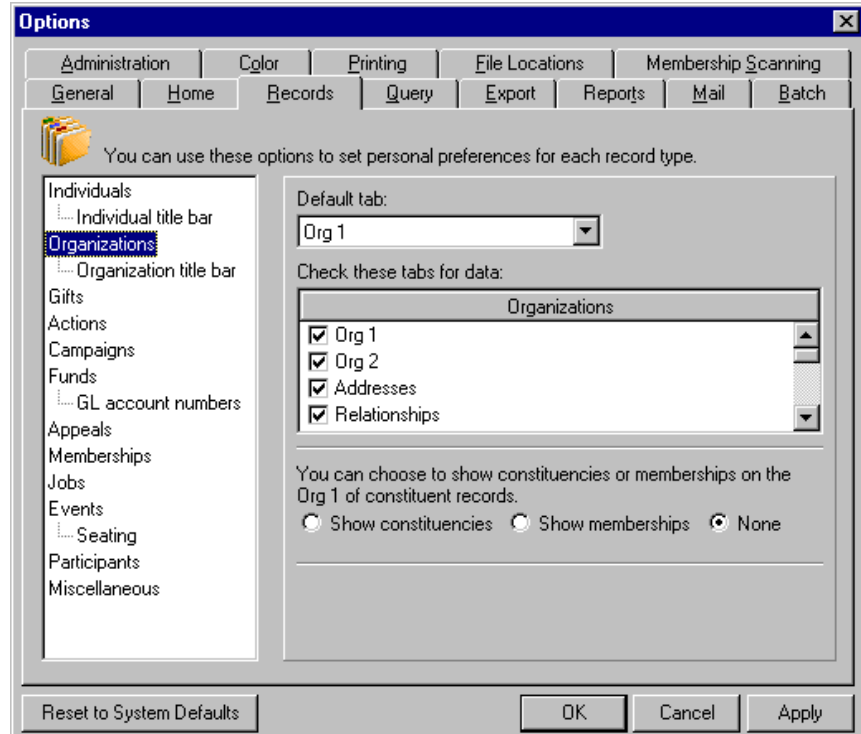 Options
Administration Color Printing File Locations Membership Scanning
General Home Records Query Export Reports Mail Batch
You can use these options to set personal preferences for each record type.
Individuals
Individual title bar
Organizations
Organization title bar
Gifts
Actions
Campaigns
Funds
GL account numbers
Appeals
Memberships
Jobs
Events
Seating
Participants
Miscellaneous
Default tab:
Org 1
Check these tabs for data:
Organizations
Org 1
Org 2
Addresses
Relationships
You can choose to show constituencies or memberships on the
Org 1 of constituent records.
Show constituencies Show memberships None
Reset to System Defaults OK Cancel Apply